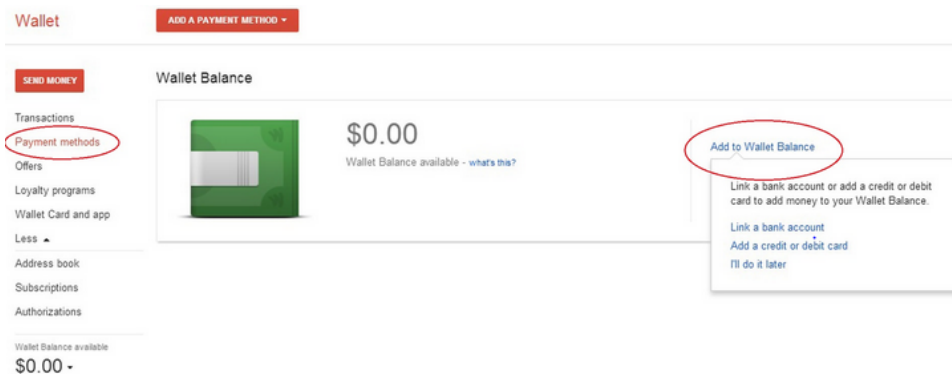 Wallet
ADD A PAYMENT METHOD
SEND MONEY
Transactions
Payment methods
Offers
Loyalty programs
Wallet Card and app
Less
Address book
Subscriptions
Authorizations
Wallet Balance available
$0.00
Wallet Balance
$0.00
Wallet Balance available - what's this?
Add to Wallet Balance
Link a bank account or add a credit or debit
card to add money to your Wallet Balance.
Link a bank account
Add a credit or debit card
I'll do it later